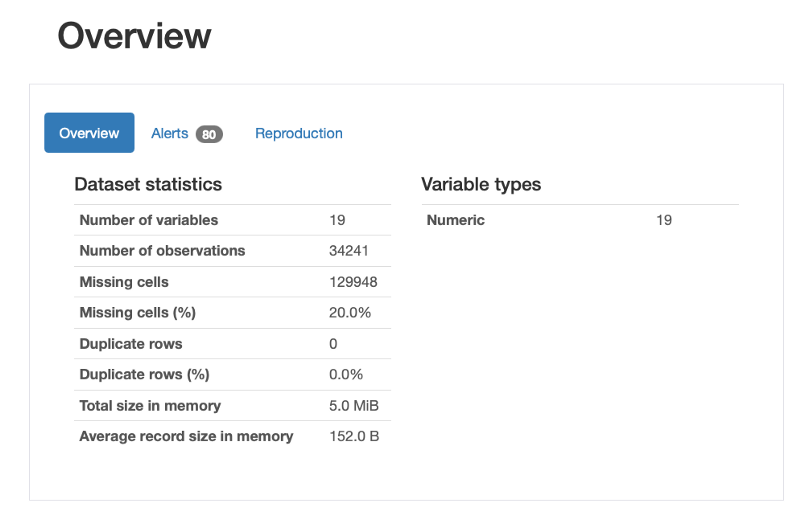 Overview
Overview Alerts 80 Reproduction
Dataset statistics
Number of variables 19
Number of observations 34241
Missing cells 129948
Missing cells (%) 20.0%
Duplicate rows 0
Duplicate rows (%) 0.0%
Total size in memory 5.0 MiB
Average record size in memory 152.0 B
Variable types
Numeric 19